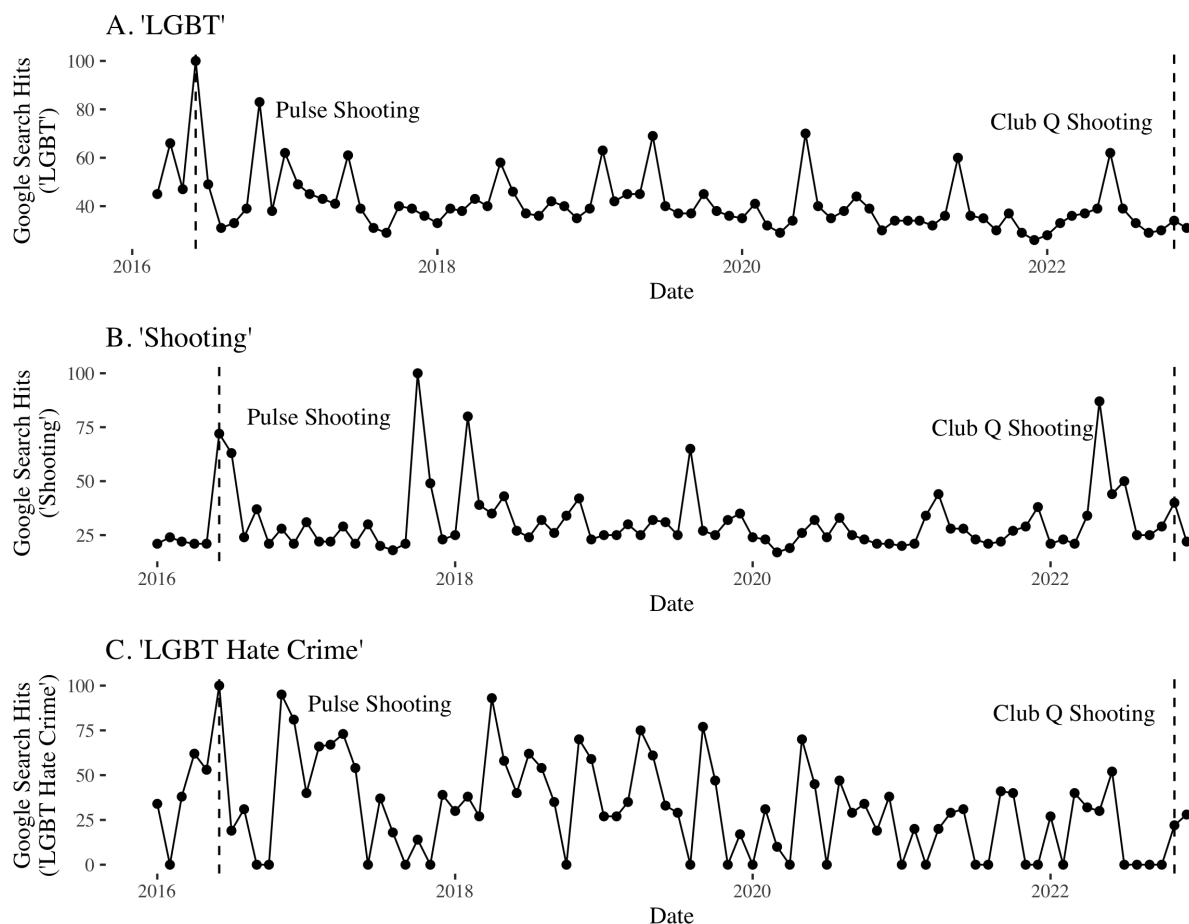 A. 'LGBT'
Google Search Hits
('LGBT')
100
80
60
40
Pulse Shooting
Club Q Shooting
2016
2018
2020
2022
Date
B. 'Shooting'
Google Search Hits
('Shooting')
100
75
50
25
Pulse Shooting
Club Q Shooting
2016
2018
2020
2022
Date
C. 'LGBT Hate Crime'
Google Search Hits
('LGBT Hate Crime')
100
75
50
25
0
Pulse Shooting
Club Q Shooting
2016
2018
2020
2022
Date